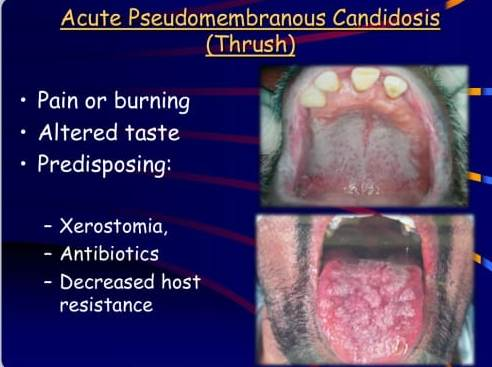 Acute Pseudomembranous Candidosis
(Thrush)
• Pain or burning
• Altered taste
• Predisposing:
– Xerostomia,
– Antibiotics
– Decreased host
resistance